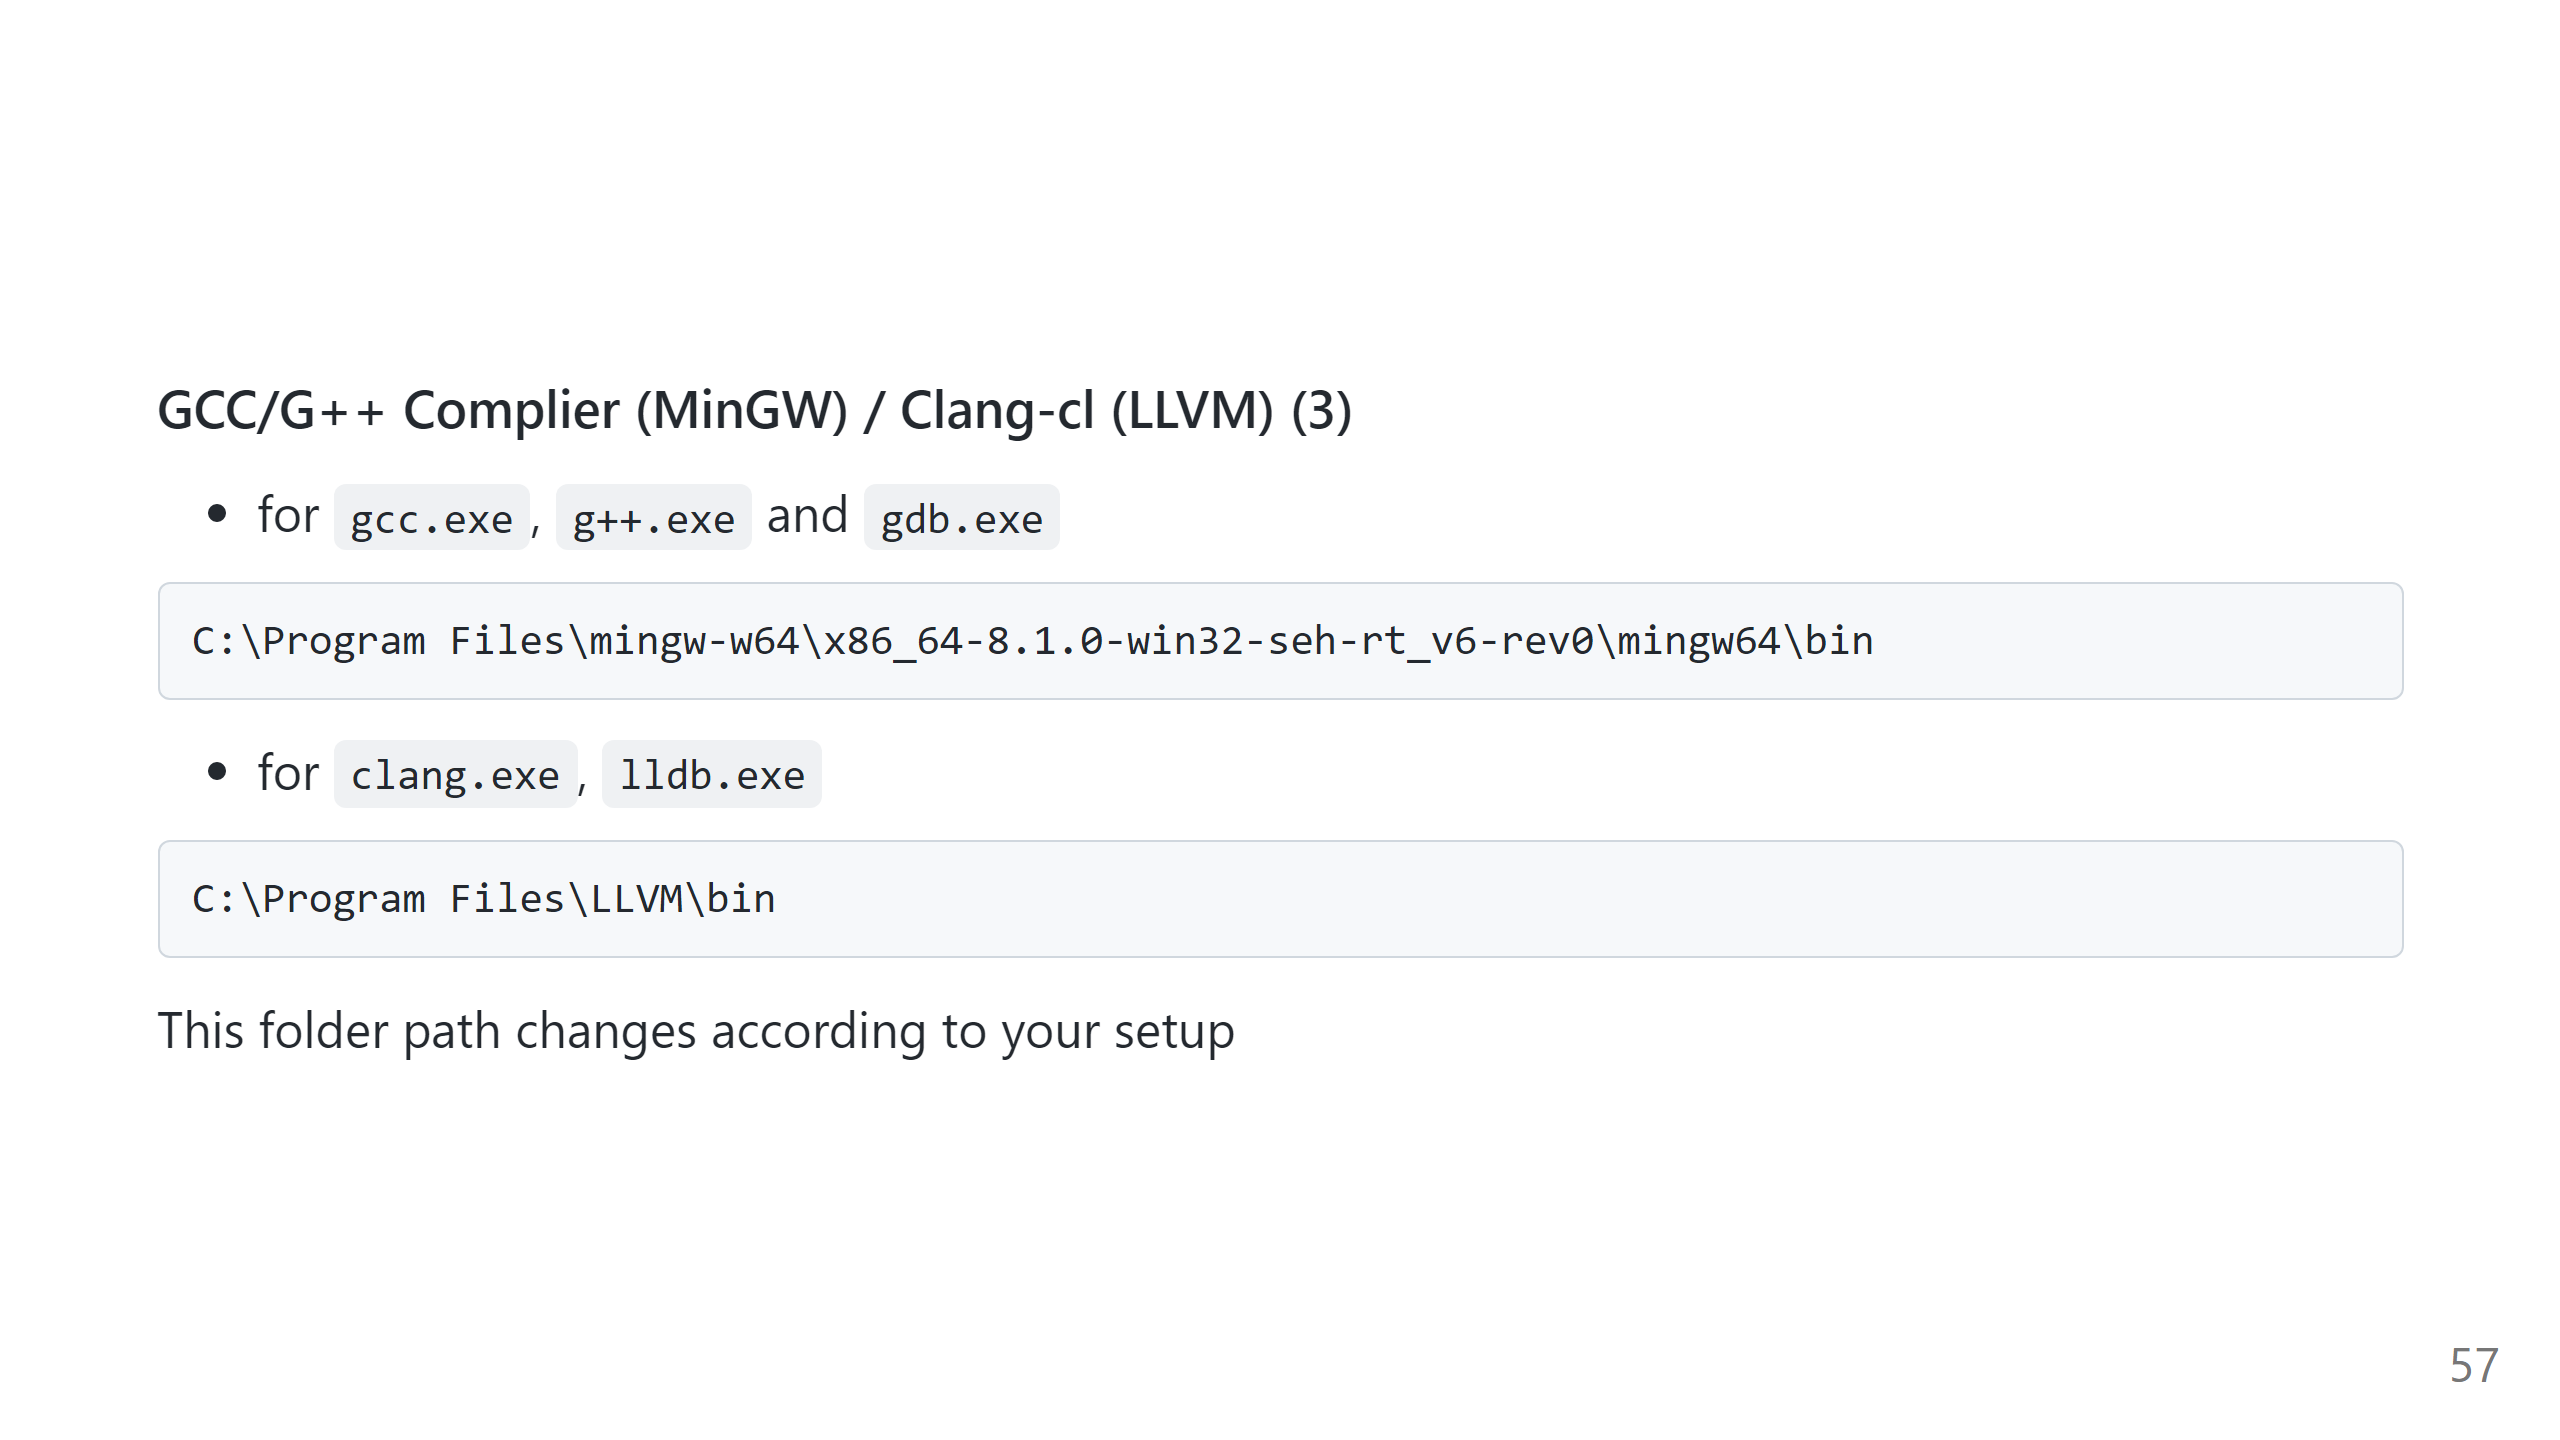 GCC/G++ Complier (MinGW) / Clang-cl (LLVM) (3)
• for gcc.exe, g++.exe and gdb.exe
C:\Program Files\mingw-w64\x86_64-8.1.0-win32-seh-rt_v6-rev0\mingw64\bin
• for clang.exe, lldb.exe
C:\Program Files\LLVM\bin
This folder path changes according to your setup
57